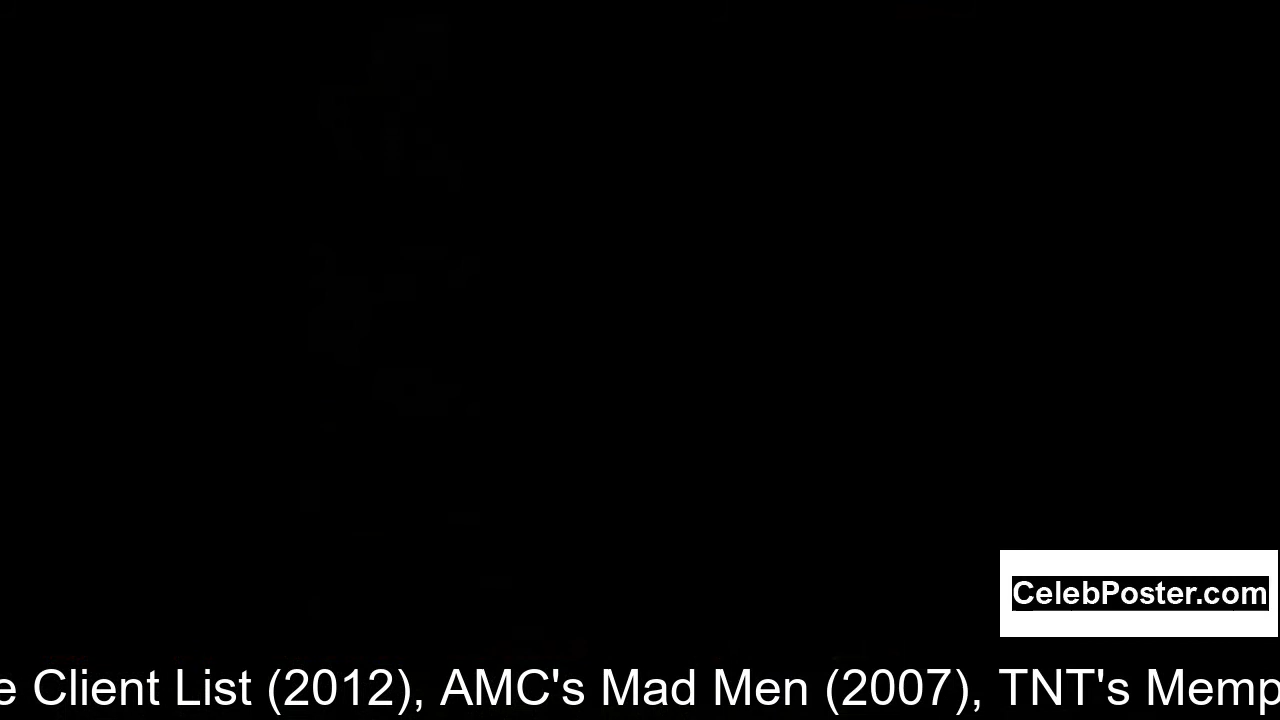 CelebPoster.com
e Client List (2012), AMC's Mad Men (2007), TNT's Memp